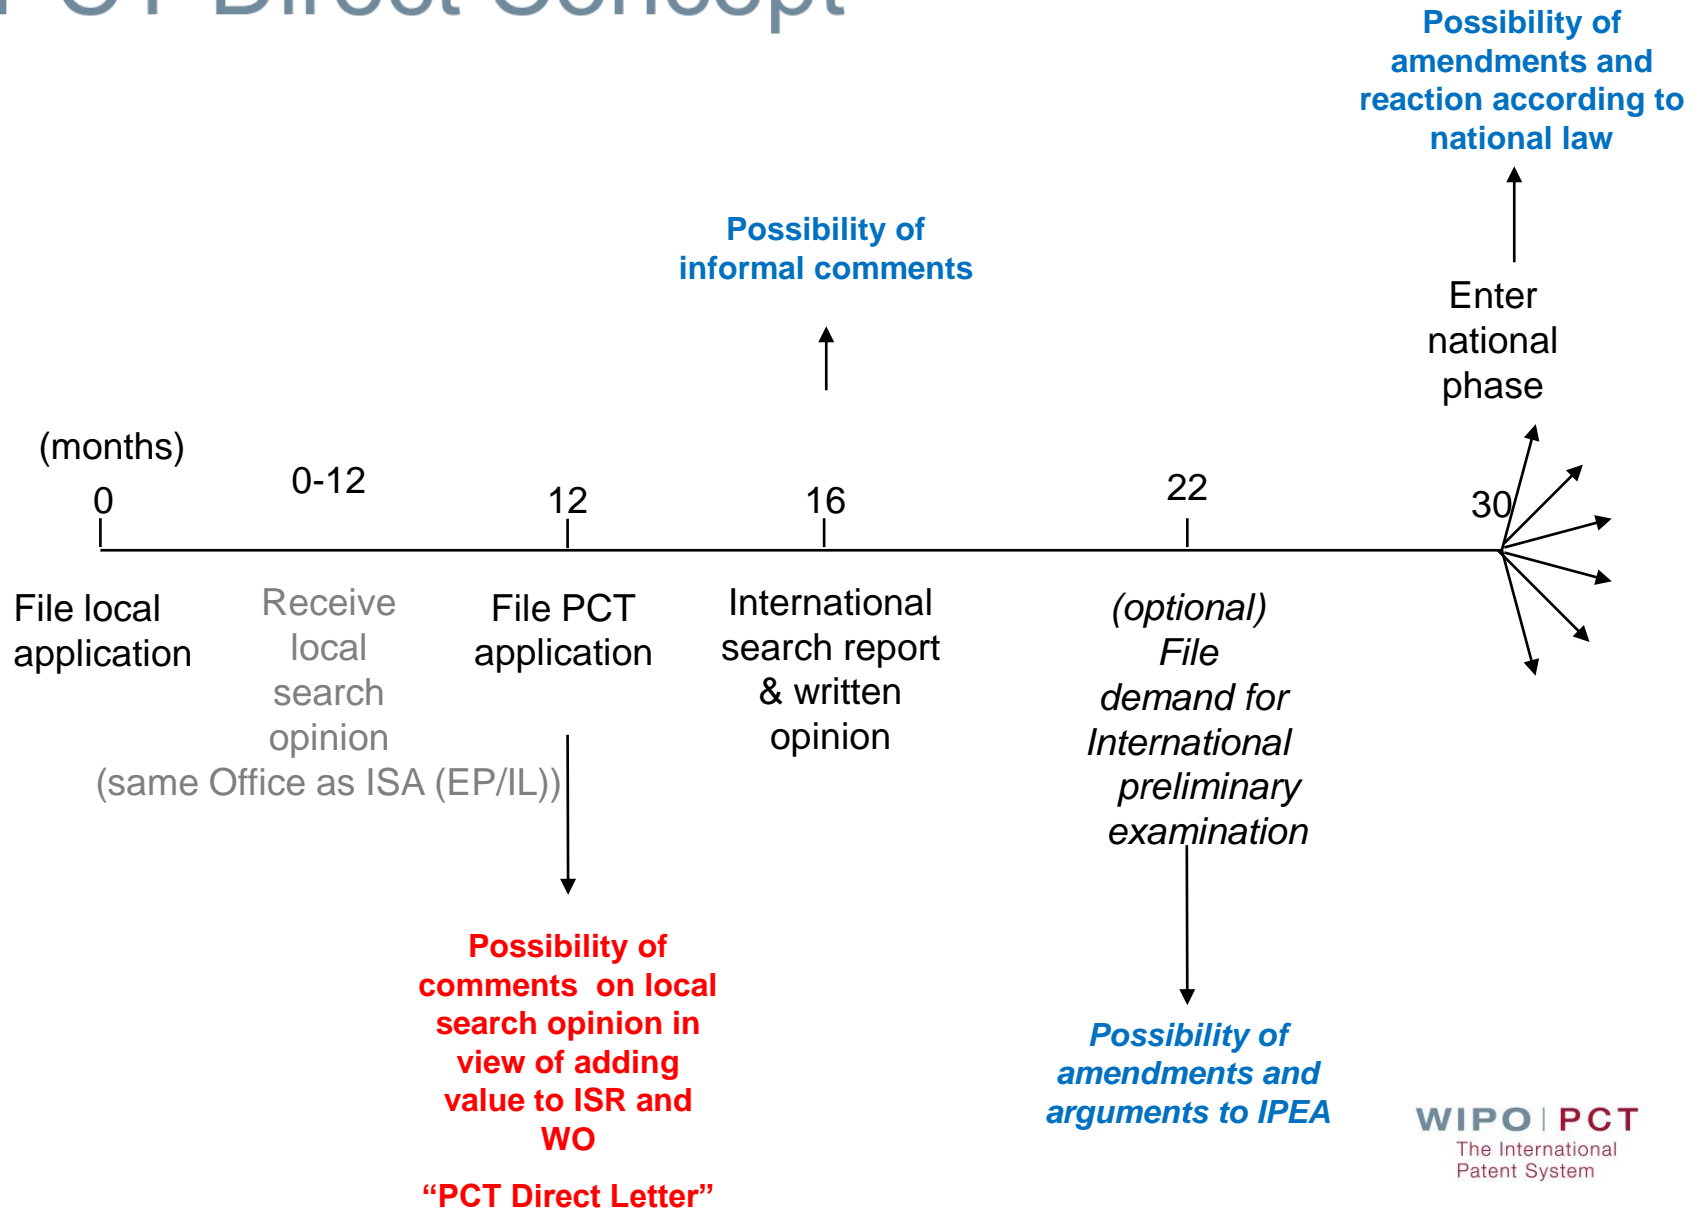 PCT Direct Concept
Possibility of
amendments and
reaction according to
national law
Possibility of
informal comments
Enter
national
phase
(months)
0
0-12
12
16
22
30
File local
application
Receive
local
search
opinion
(same Office as ISA (EP/IL))
File PCT
application
International
search report
& written
opinion
(optional)
File
demand for
International
preliminary
examination
Possibility of
comments on local
search opinion in
view of adding
value to ISR and
WO
“PCT Direct Letter”
Possibility of
amendments and
arguments to IPEA
WIPO | PCT
The International
Patent System